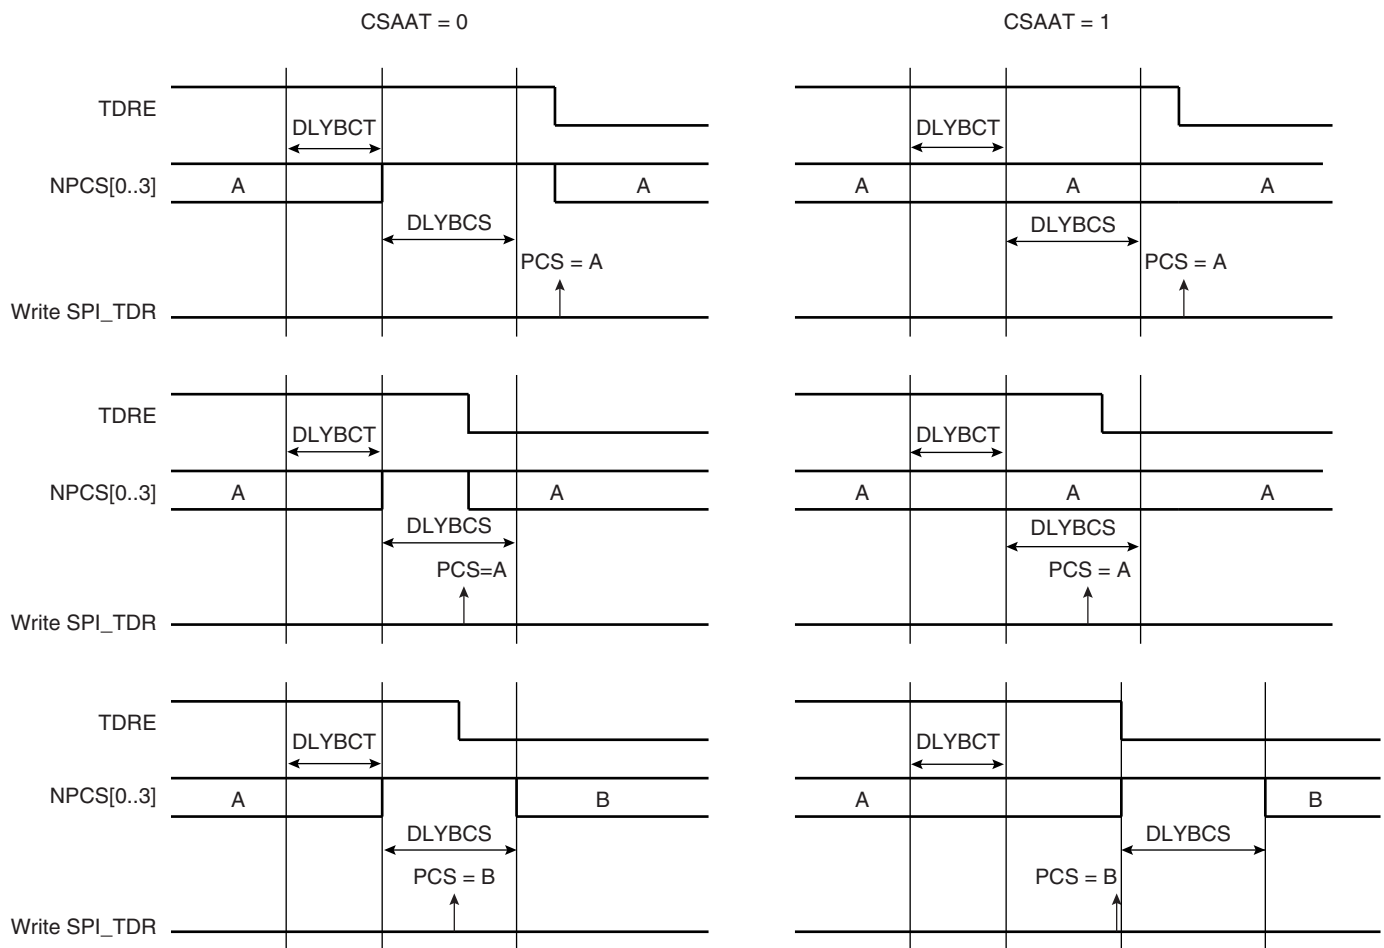 CSAAT = 0
CSAAT = 1
TDRE
DLYBCT
DLYBCT
NPCS[0..3]
A
A
A
A
A
DLYBCS
DLYBCS
PCS = A
PCS = A
Write SPI_TDR
TDRE
DLYBCT
DLYBCT
NPCS[0..3]
A
A
A
A
A
DLYBCS
DLYBCS
PCS=A
PCS = A
Write SPI_TDR
TDRE
DLYBCT
DLYBCT
NPCS[0..3]
A
B
A
B
DLYBCS
DLYBCS
PCS = B
PCS = B
Write SPI_TDR